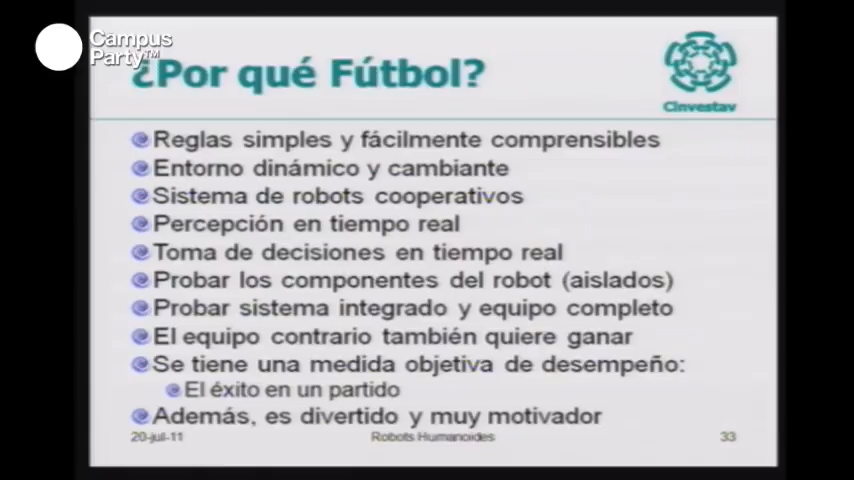 Campus
Party™
¿Por qué Fútbol?
Cinvestav
Reglas simples y fácilmente comprensibles
Entorno dinámico y cambiante
Sistema de robots cooperativos
Percepción en tiempo real
Toma de decisiones en tiempo real
Probar los componentes del robot (aislados)
Probar sistema integrado y equipo completo
El equipo contrario también quiere ganar
Se tiene una medida objetiva de desempeño:
El éxito en un partido
Además, es divertido y muy motivador
20-jul-11
Robots Humanoides
33